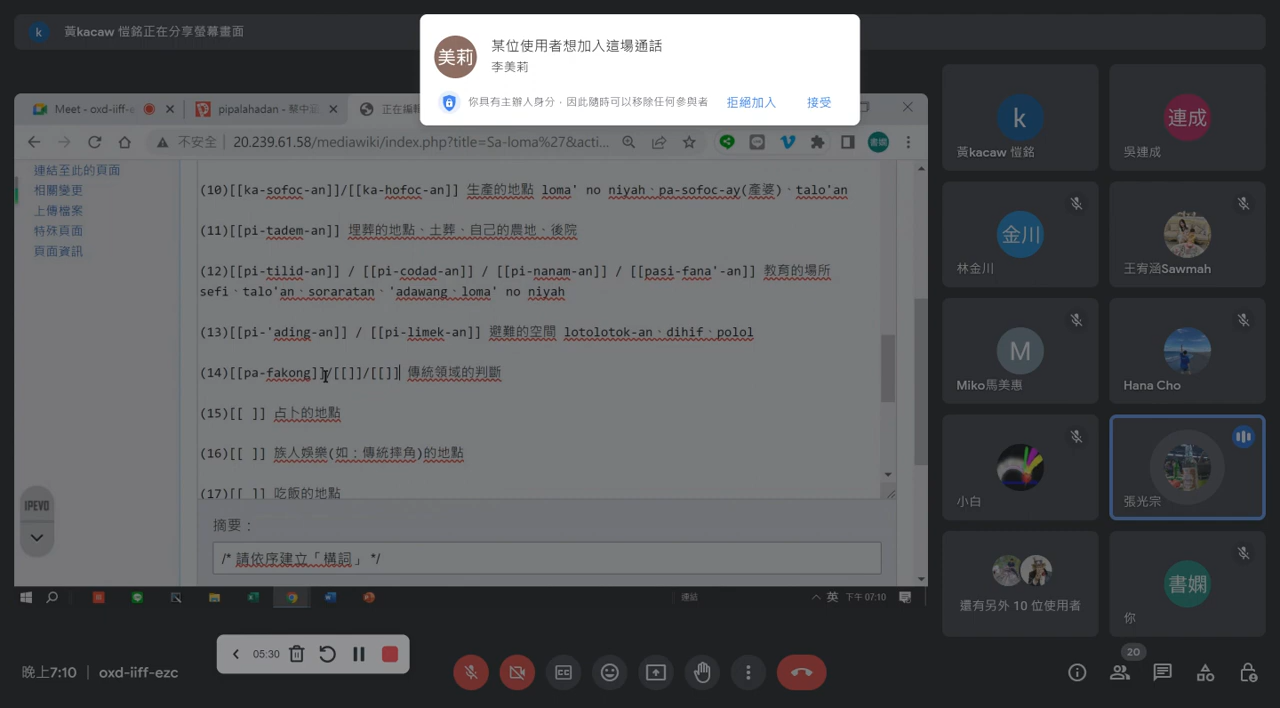 k
黃kacaw 愷銘正在分享螢幕畫面
美莉
某位使用者想加入這場通話
李美莉
你具有主辦人身分，因此隨時可以移除任何參與者
拒絕加入
接受
Meet - oxd-iiff-e
pipalahadan - 蔡中涵
正在編輯
不安全
20.239.61.58/mediawiki/index.php?title=Sa-loma%27&acti...
書嫻
連結至此的頁面
相關變更
上傳檔案
特殊頁面
頁面資訊
(10)[[ka-sofoc-an]]/[[ka-hofoc-an]] 生產的地點 loma' no niyah、pa-sofoc-ay(產婆)、talo'an
(11)[[pi-tadem-an]] 埋葬的地點、土葬、自己的農地、後院
(12)[[pi-tilid-an]] / [[pi-codad-an]] / [[pi-nanam-an]] / [[pasi-fana'-an]] 教育的場所
sefi、talo'an、soraratan、'adawang、loma' no niyah
(13)[[pi-'ading-an]] / [[pi-limek-an]] 避難的空間 lotolotok-an、dihif、polol
(14)[[pa-fakong]]/[[]]/[[]] 傳統領域的判斷
(15)[[ ]] 占卜的地點
(16)[[ ]] 族人娛樂(如：傳統摔角)的地點
(17)[[ ]] 吃飯的地點
摘要：
/* 請依序建立「構詞」 */
IPEVO
連結
英
下午 07:10
05:30
晚上7:10
oxd-iiff-ezc
20
k
黃kacaw 愷銘
連成
吳連成
金川
林金川
王宥涵Sawmah
M
Miko馬美惠
Hana Cho
小白
張光宗
還有另外 10 位使用者
書嫻
你